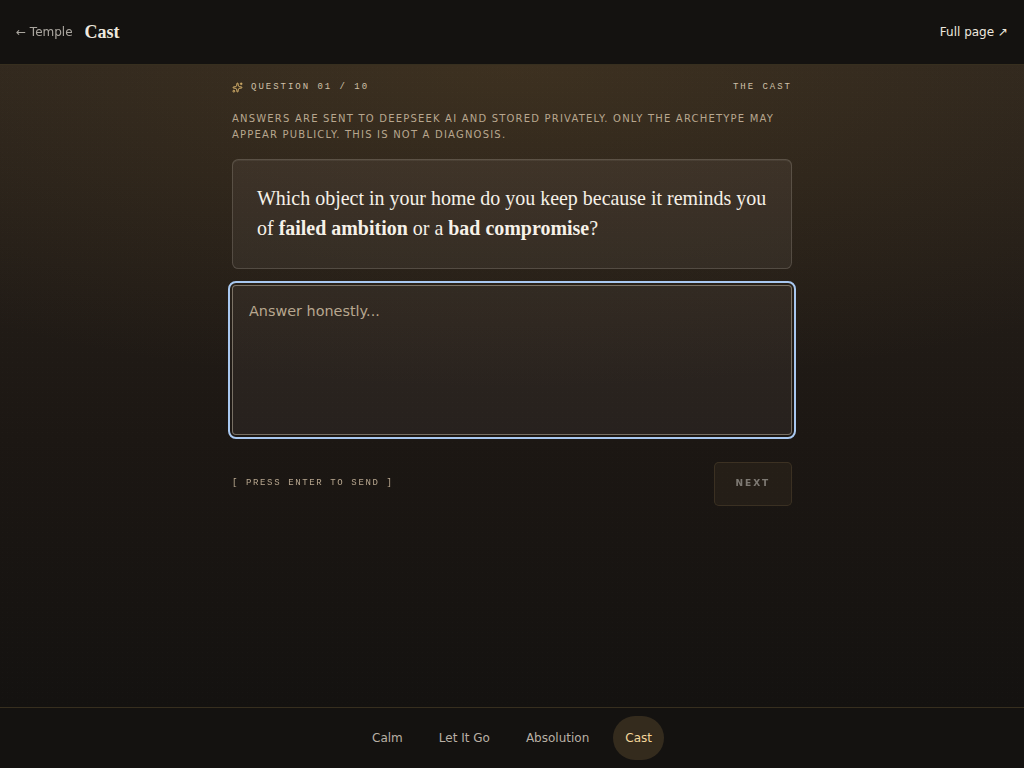 ← Temple Cast Full page ↗
QUESTION 01 / 10 THE CAST
ANSWERS ARE SENT TO DEEPSEEK AI AND STORED PRIVATELY. ONLY THE ARCHETYPE MAY
APPEAR PUBLICLY. THIS IS NOT A DIAGNOSIS.
Which object in your home do you keep because it reminds you
of failed ambition or a bad compromise?
Answer honestly...
[ PRESS ENTER TO SEND ] NEXT
Calm Let It Go Absolution Cast